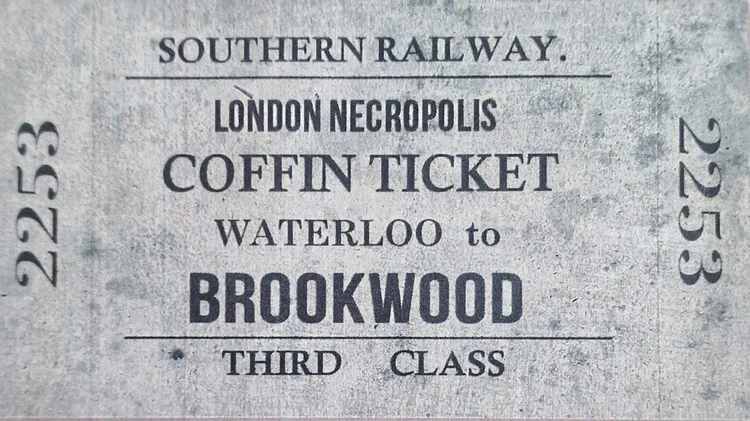 SOUTHERN RAILWAY.
LONDON NECROPOLIS
COFFIN TICKET
WATERLOO to
BROOKWOOD
THIRD CLASS
2253
2253